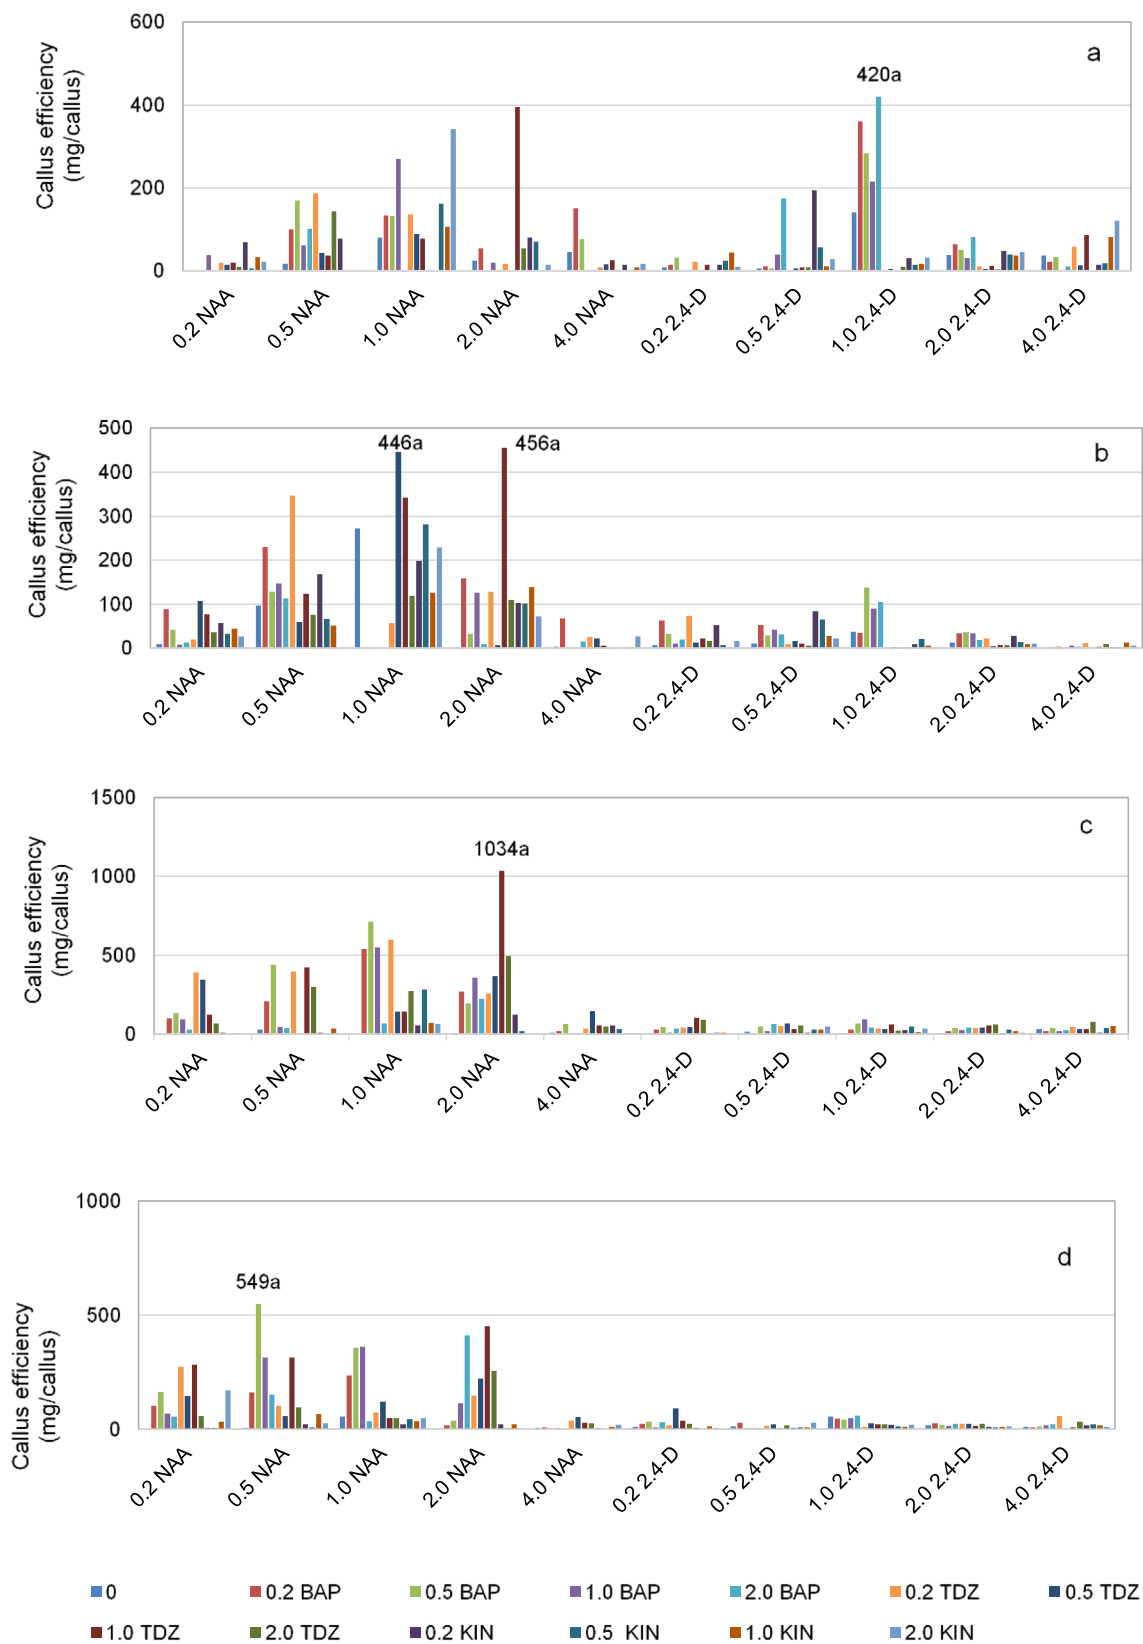 600
400
200
0
Callus efficiency
(mg/callus)
a
420a
0.2 NAA
0.5 NAA
1.0 NAA
2.0 NAA
4.0 NAA
0.2 2.4-D
0.5 2.4-D
1.0 2.4-D
2.0 2.4-D
4.0 2.4-D
500
400
300
200
100
0
Callus efficiency
(mg/callus)
b
446a
456a
0.2 NAA
0.5 NAA
1.0 NAA
2.0 NAA
4.0 NAA
0.2 2.4-D
0.5 2.4-D
1.0 2.4-D
2.0 2.4-D
4.0 2.4-D
1500
1000
500
0
Callus efficiency
(mg/callus)
c
1034a
0.2 NAA
0.5 NAA
1.0 NAA
2.0 NAA
4.0 NAA
0.2 2.4-D
0.5 2.4-D
1.0 2.4-D
2.0 2.4-D
4.0 2.4-D
1000
500
0
Callus efficiency
(mg/callus)
d
549a
0.2 NAA
0.5 NAA
1.0 NAA
2.0 NAA
4.0 NAA
0.2 2.4-D
0.5 2.4-D
1.0 2.4-D
2.0 2.4-D
4.0 2.4-D
0 0.2 BAP 0.5 BAP 1.0 BAP 2.0 BAP 0.2 TDZ 0.5 TDZ
1.0 TDZ 2.0 TDZ 0.2 KIN 0.5 KIN 1.0 KIN 2.0 KIN